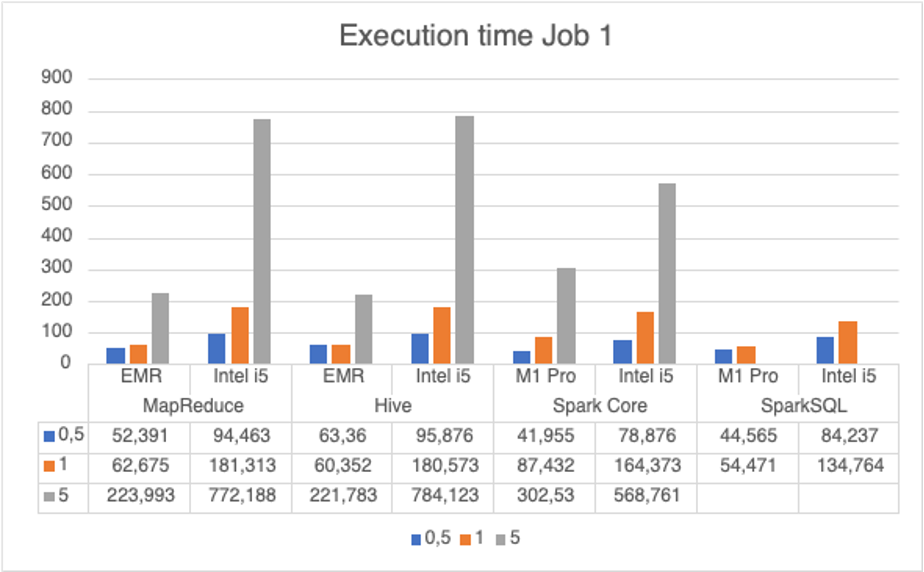 Execution time Job 1
900
800
700
600
500
400
300
200
100
0
EMR Intel i5 EMR Intel i5 M1 Pro Intel i5 M1 Pro Intel i5
MapReduce Hive Spark Core SparkSQL
0,5 52,391 94,463 63,36 95,876 41,955 78,876 44,565 84,237
1 62,675 181,313 60,352 180,573 87,432 164,373 54,471 134,764
5 223,993 772,188 221,783 784,123 302,53 568,761
0,5 1 5